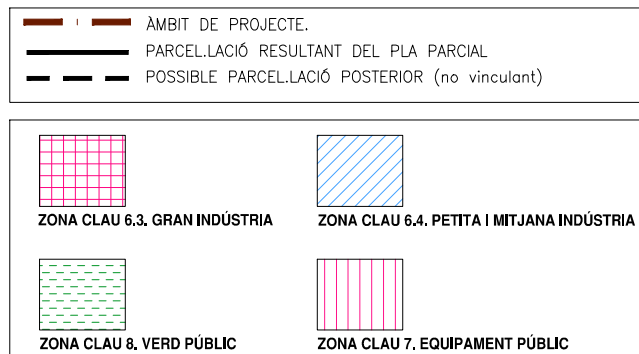 ÀMBIT DE PROJECTE.
PARCEL.LACIÓ RESULTANT DEL PLA PARCIAL
POSSIBLE PARCEL.LACIÓ POSTERIOR (no vinculant)
ZONA CLAU 6.3. GRAN INDÚSTRIA
ZONA CLAU 6.4. PETITA I MITJANA INDÚSTRIA
ZONA CLAU 8. VERD PÚBLIC
ZONA CLAU 7. EQUIPAMENT PÚBLIC